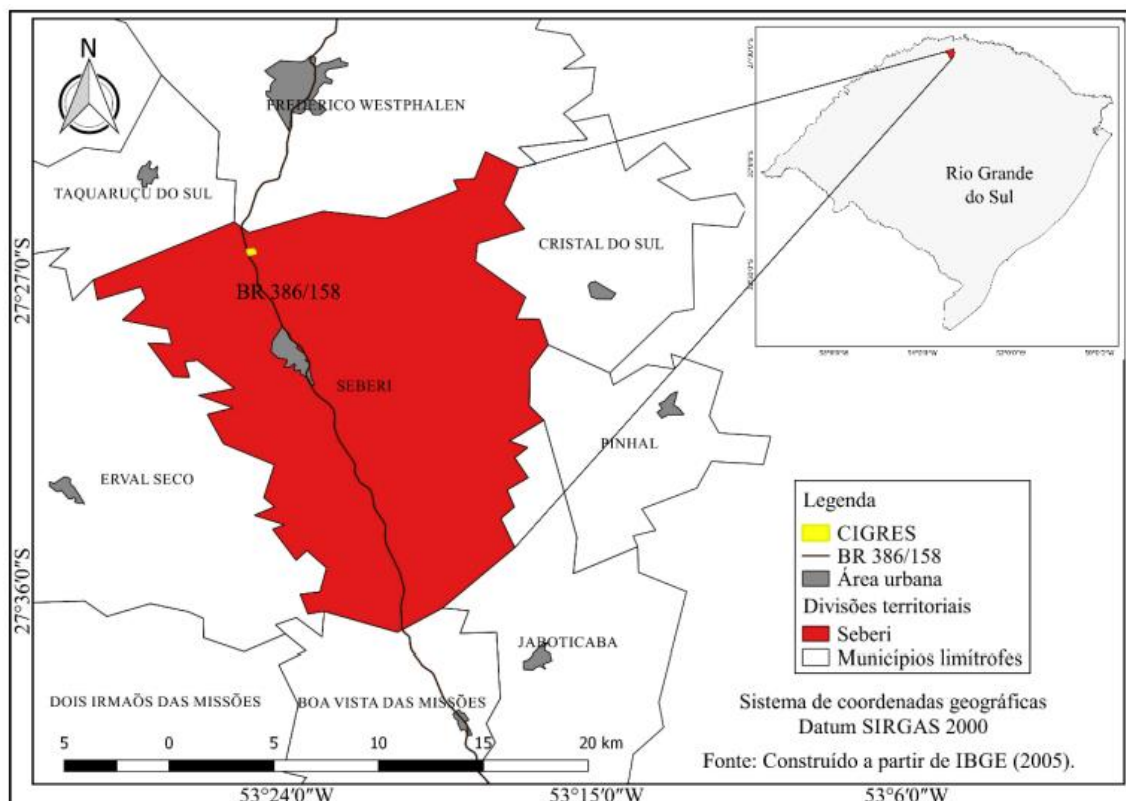 N
FREDERICO WESTPHALEN
TAQUARUÇU DO SUL
CRISTAL DO SUL
BR 386/158
SEBERI
PINHAL
ERVAL SECO
JABOTICABA
DOIS IRMAÕS DAS MISSÕES
BOA VISTA DAS MISSÕES
27°27'0"S
27°36'0"S
5 0 5 10 15 20 km
53°24'0"W 53°15'0"W 53°6'0"W
Rio Grande
do Sul
Legenda
CIGRES
BR 386/158
Área urbana
Divisões territoriais
Seberi
Municípios limítrofes
Sistema de coordenadas geográficas
Datum SIRGAS 2000
Fonte: Construído a partir de IBGE (2005).